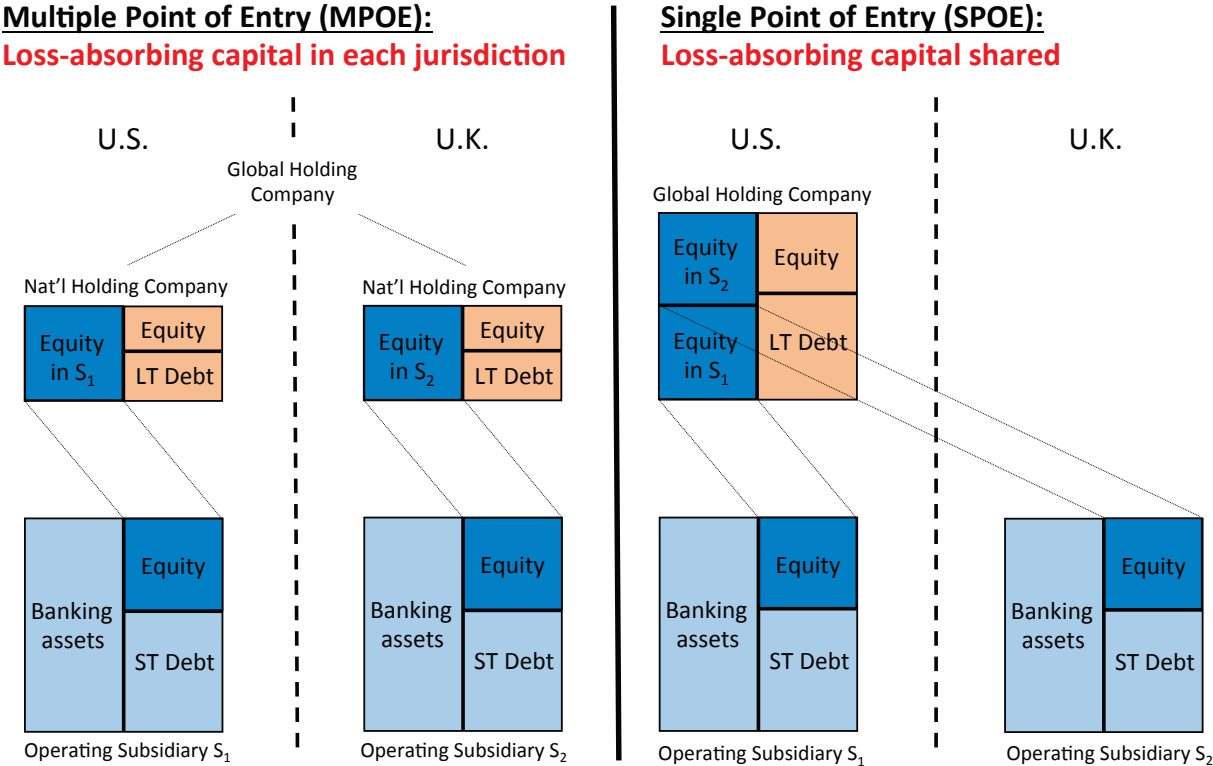 Multiple Point of Entry (MPOE):
Loss-absorbing capital in each jurisdiction
U.S.
U.K.
Global Holding
Company
Nat'l Holding Company
Equity
in S₁
Equity
LT Debt
Nat'l Holding Company
Equity
in S₂
Equity
LT Debt
Banking
assets
Equity
ST Debt
Operating Subsidiary S₁
Banking
assets
Equity
ST Debt
Operating Subsidiary S₂
Single Point of Entry (SPOE):
Loss-absorbing capital shared
U.S.
U.K.
Global Holding Company
Equity
in S₂
Equity
Equity
in S₁
LT Debt
Banking
assets
Equity
ST Debt
Operating Subsidiary S₁
Banking
assets
Equity
ST Debt
Operating Subsidiary S₂